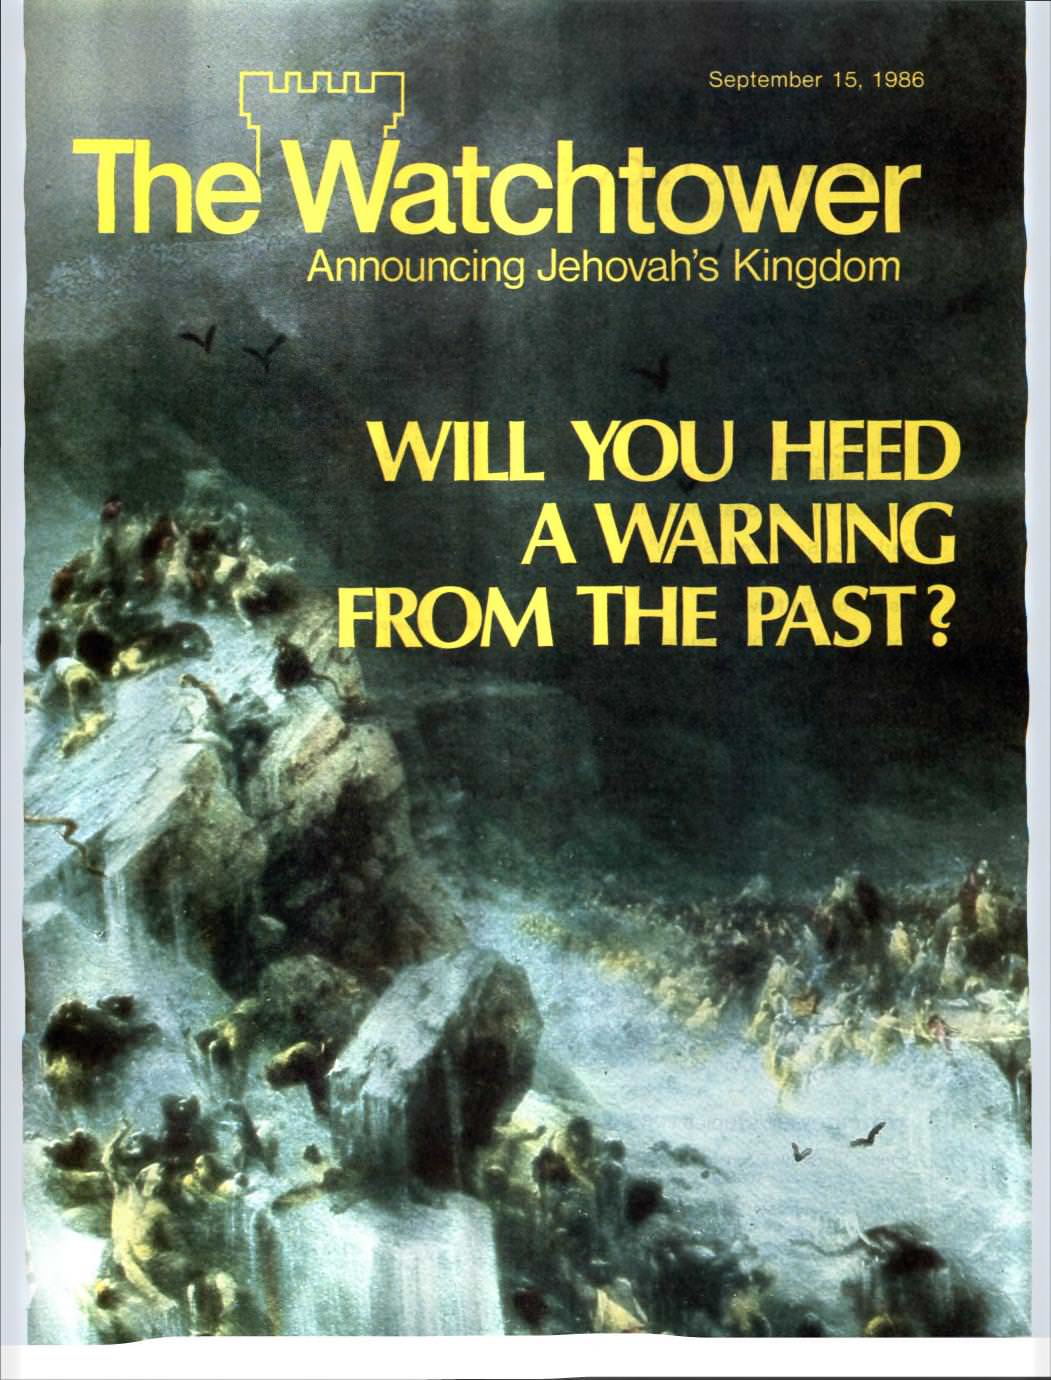 September 15, 1986
The Watchtower
Announcing Jehovah's Kingdom
WILL YOU HEED
A WARNING
FROM THE PAST?